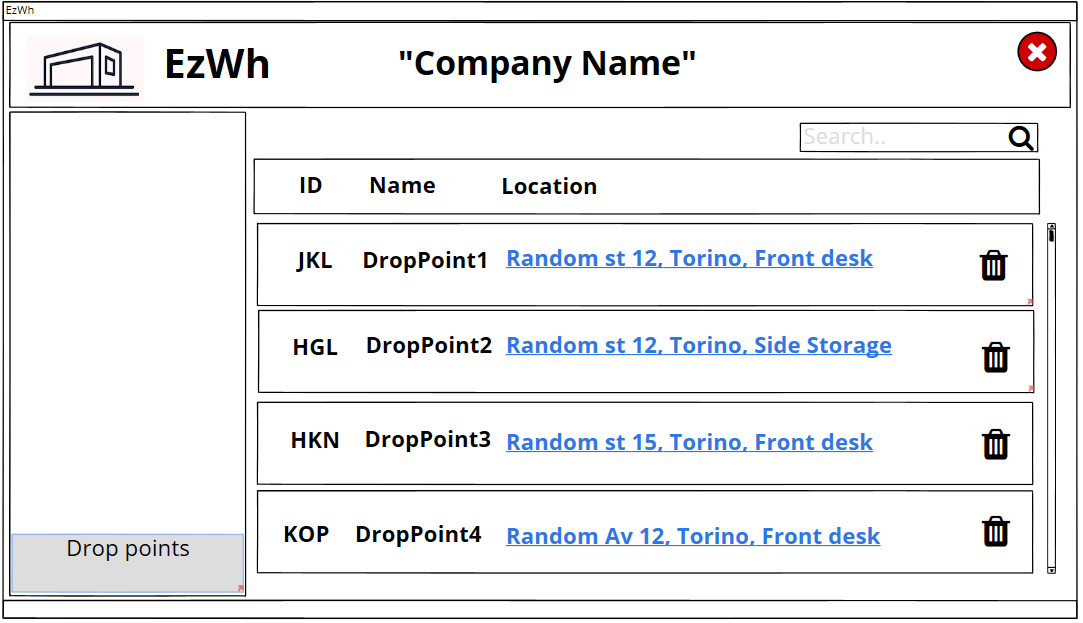 EzWh
EzWh
"Company Name"
Search..
ID Name Location
JKL DropPoint1 Random st 12, Torino, Front desk
HGL DropPoint2 Random st 12, Torino, Side Storage
HKN DropPoint3 Random st 15, Torino, Front desk
KOP DropPoint4 Random Av 12, Torino, Front desk
Drop points